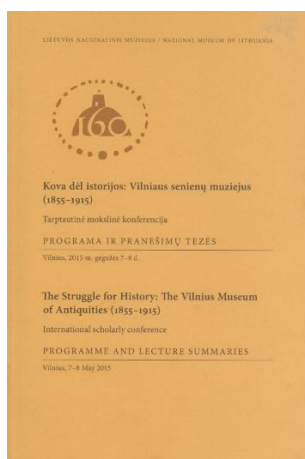 LIETUVOS NACIONALINIS MUZIEJUS / NATIONAL MUSEUM OF LITHUANIA
160
Kova dėl istorijos: Vilniaus senienų muziejus
(1855–1915)
Tarptautinė mokslinė konferencija
PROGRAMA IR PRANEŠIMŲ TEZĖS
Vilnius, 2015 m. gegužės 7–8 d.
The Struggle for History: The Vilnius Museum
of Antiquities (1855–1915)
International scholarly conference
PROGRAMME AND LECTURE SUMMARIES
Vilnius, 7–8 May 2015